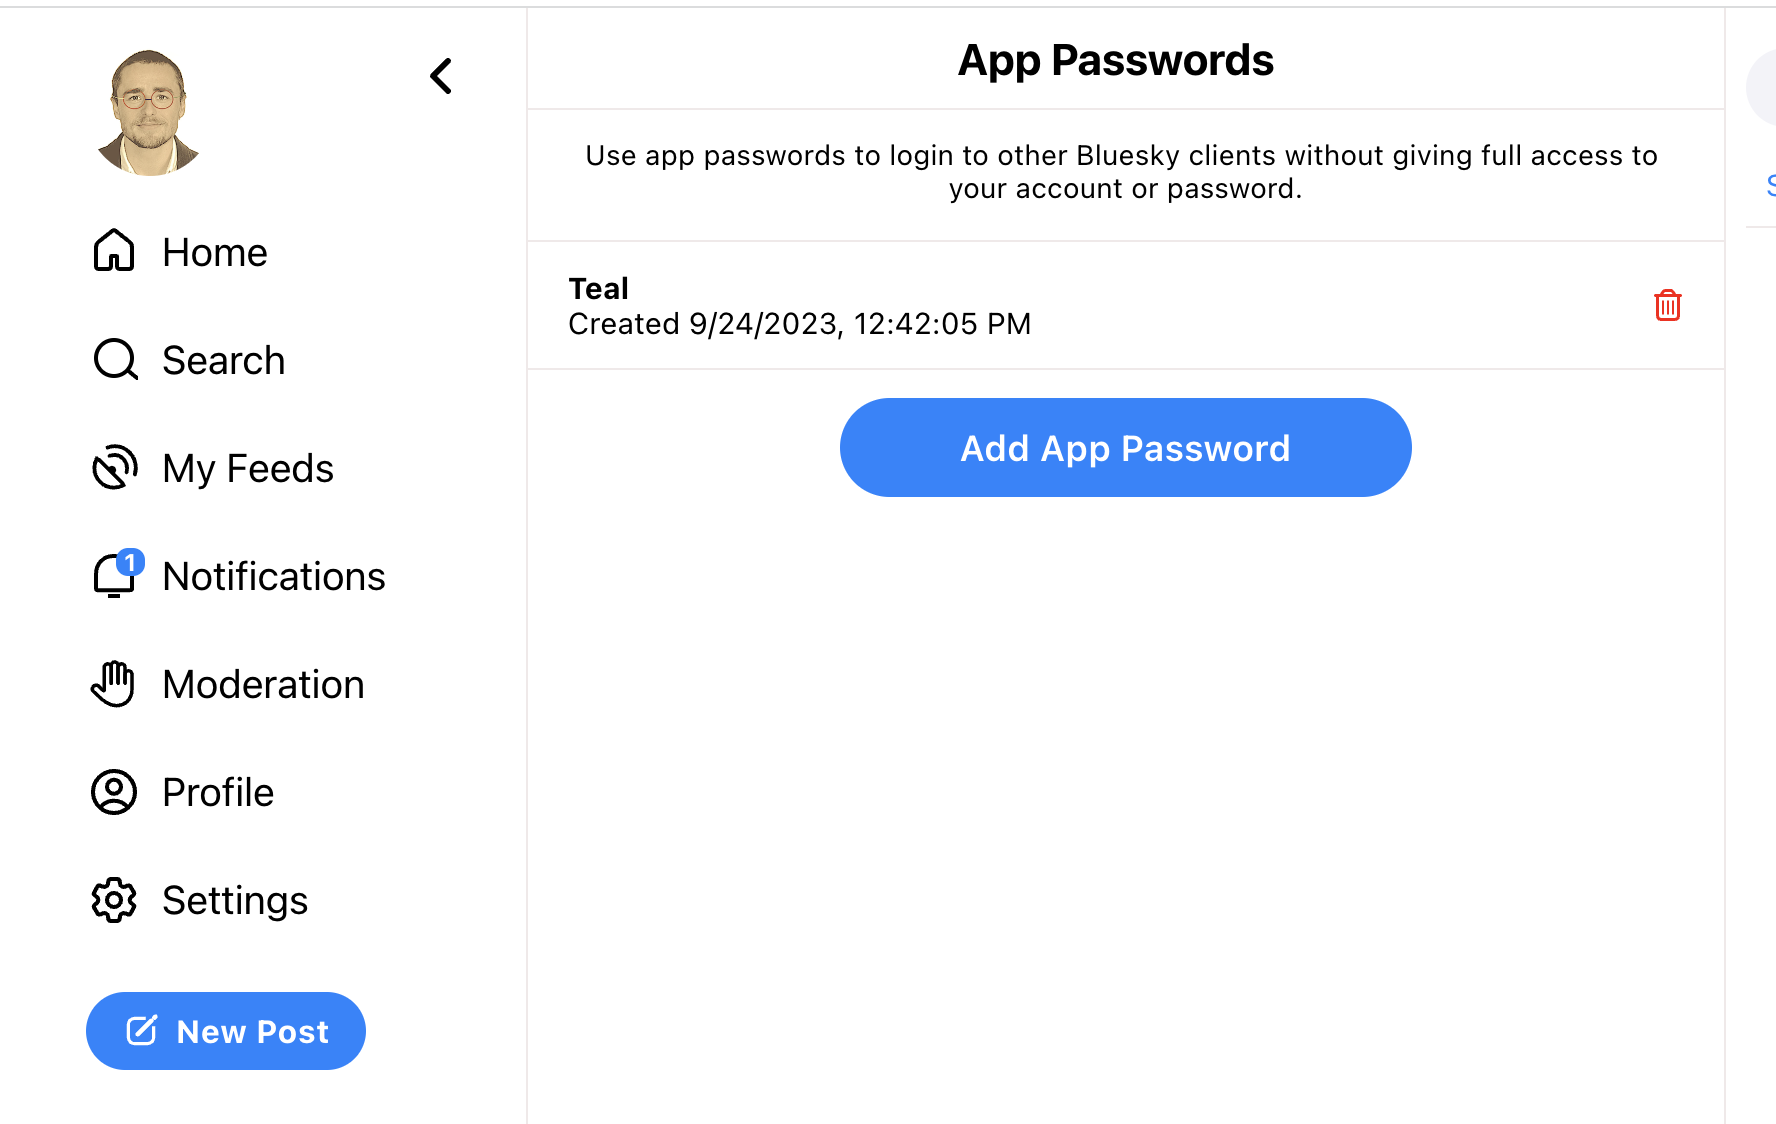 App Passwords
Use app passwords to login to other Bluesky clients without giving full access to
your account or password.
Teal
Created 9/24/2023, 12:42:05 PM
Add App Password
Home
Search
My Feeds
1
Notifications
Moderation
Profile
Settings
New Post